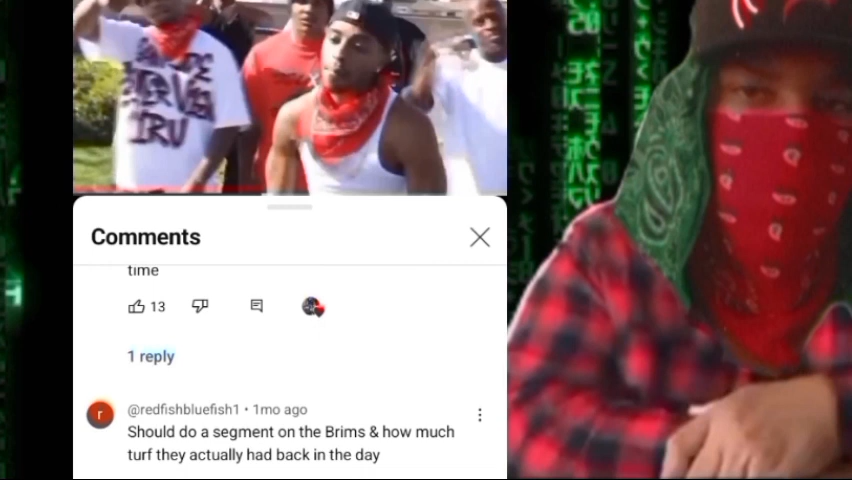 Comments
time
13
1 reply
@redfishbluefish1 • 1mo ago
Should do a segment on the Brims & how much
turf they actually had back in the day